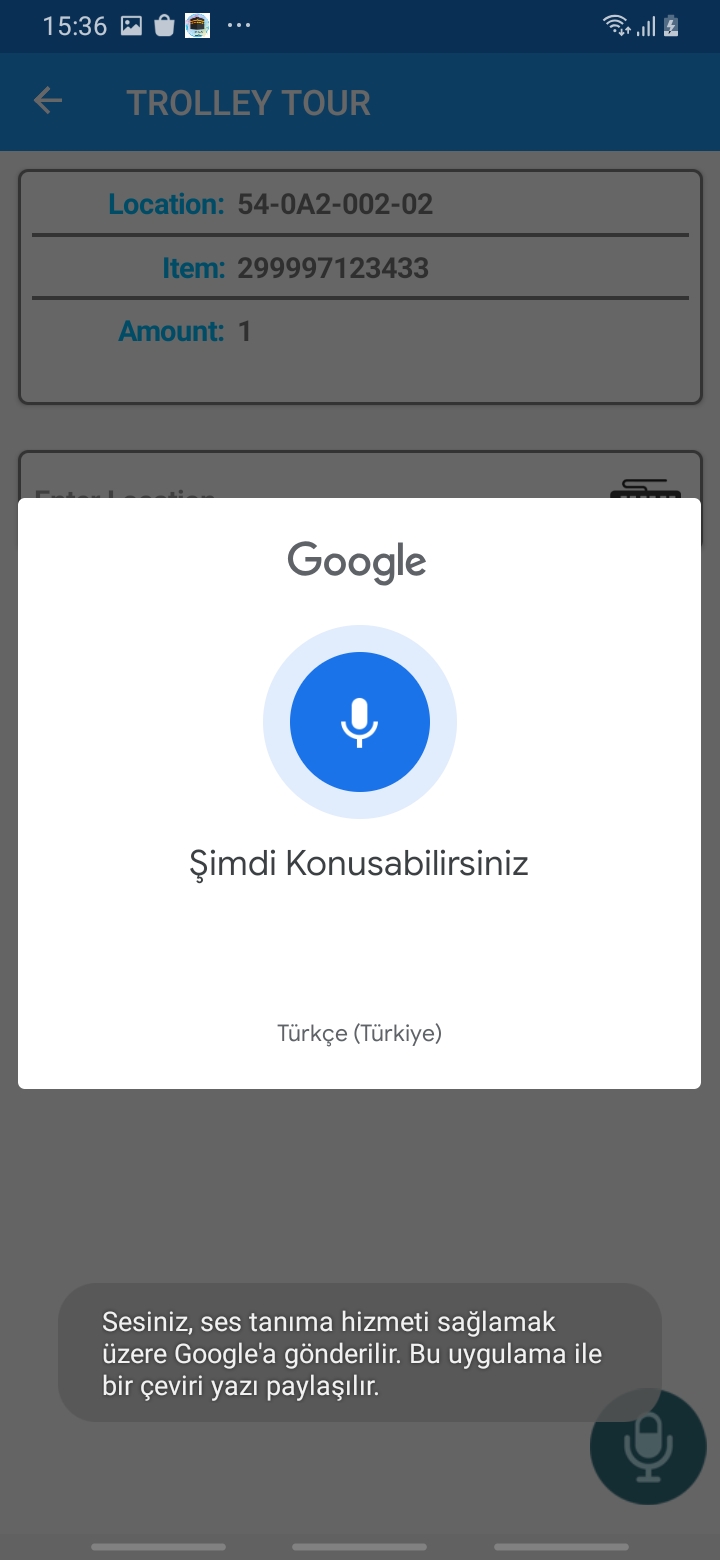 15:36
TROLLEY TOUR
Location: 54-0A2-002-02
Item: 299997123433
Amount: 1
Enter Location
Google
Şimdi Konusabilirsiniz
Türkçe (Türkiye)
Sesiniz, ses tanıma hizmeti sağlamak
üzere Google'a gönderilir. Bu uygulama ile
bir çeviri yazı paylaşılır.